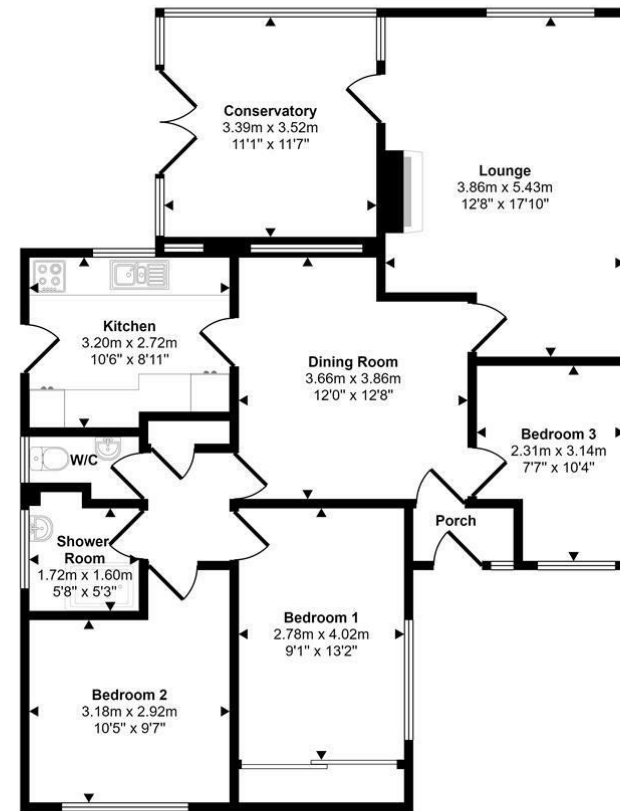 Conservatory
3.39m x 3.52m
11'1" x 11'7"
Lounge
3.86m x 5.43m
12'8" x 17'10"
Kitchen
3.20m x 2.72m
10'6" x 8'11"
Dining Room
3.66m x 3.86m
12'0" x 12'8"
Bedroom 3
2.31m x 3.14m
7'7" x 10'4"
W/C
Porch
Shower
Room
1.72m x 1.60m
5'8" x 5'3"
Bedroom 1
2.78m x 4.02m
9'1" x 13'2"
Bedroom 2
3.18m x 2.92m
10'5" x 9'7"